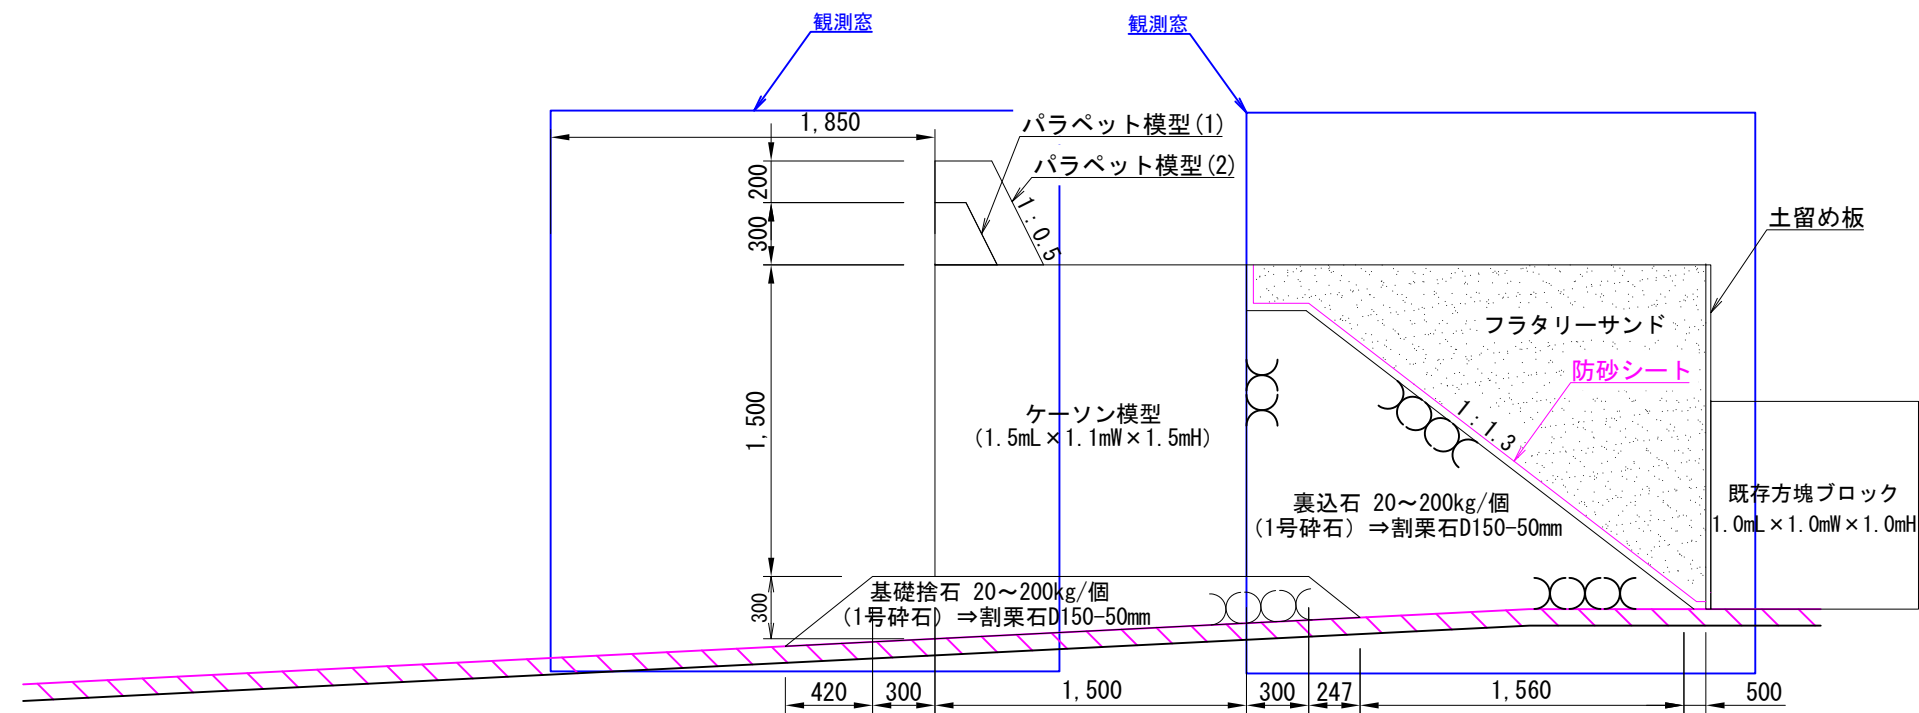 観測窓
観測窓
1,850
パラペット模型(1)
パラペット模型(2)
200
300
1:0.5
土留め板
フラタリーサンド
防砂シート
1,500
ケーソン模型
(1.5mL×1.1mW×1.5mH)
1:1.3
裏込石 20～200kg/個
(1号砕石) ⇒割栗石D150-50mm
既存方塊ブロック
1.0mL×1.0mW×1.0mH
300
基礎捨石 20～200kg/個
(1号砕石) ⇒割栗石D150-50mm
420
300
1,500
300
247
1,560
500